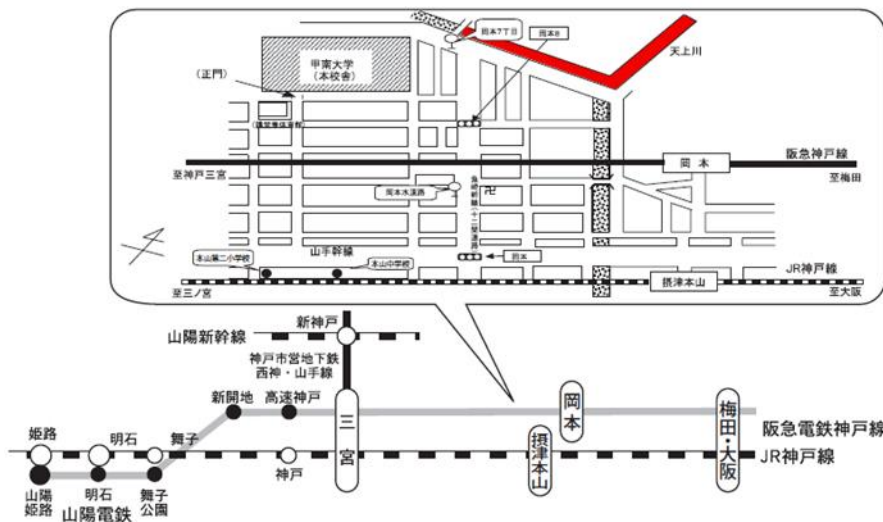 岡本7丁目
岡本8
天上川
甲南大学
(本校舎)
(正門)
岡本
阪急神戸線
至神戸三宮
至梅田
岡本水源路
卍
山手幹線
本山第二小学校
本山中学校
岡本
JR神戸線
摂津本山
至三ノ宮
至大阪
新神戸
山陽新幹線
神戸市営地下鉄
西神・山手線
新開地
高速神戸
三宮
岡本
梅田・大阪
阪急電鉄神戸線
姫路
明石
舞子
神戸
摂津本山
JR神戸線
山陽
姫路
明石
舞子
公園
山陽電鉄